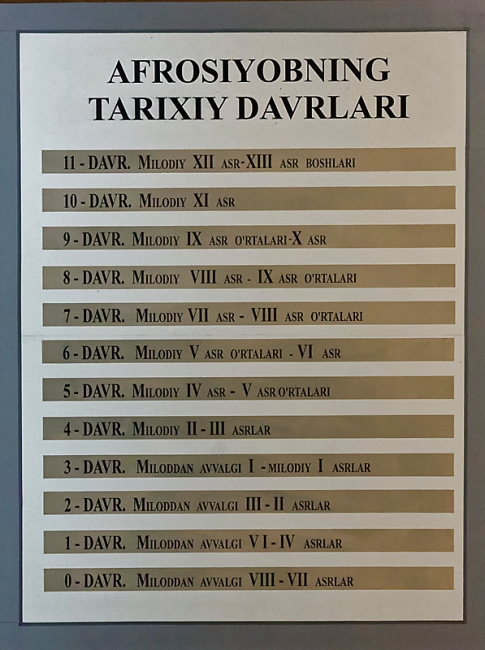 AFROSIYOBNING
TARIXIY DAVRLARI
11 - DAVR. MILODIY XII ASR-XIII ASR BOSHLARI
10 - DAVR. MILODIY XI ASR
9 - DAVR. MILODIY IX ASR O'RTALARI-X ASR
8 - DAVR. MILODIY VIII ASR - IX ASR O'RTALARI
7 - DAVR. MILODIY VII ASR - VIII ASR O'RTALARI
6 - DAVR. MILODIY V ASR O'RTALARI - VI ASR
5 - DAVR. MILODIY IV ASR - V ASR O'RTALARI
4 - DAVR. MILODIY II - III ASRLAR
3 - DAVR. MILODDAN AVVALGI I - MILODIY I ASRLAR
2 - DAVR. MILODDAN AVVALGI III - II ASRLAR
1 - DAVR. MILODDAN AVVALGI VI - IV ASRLAR
0 - DAVR. MILODDAN AVVALGI VIII - VII ASRLAR